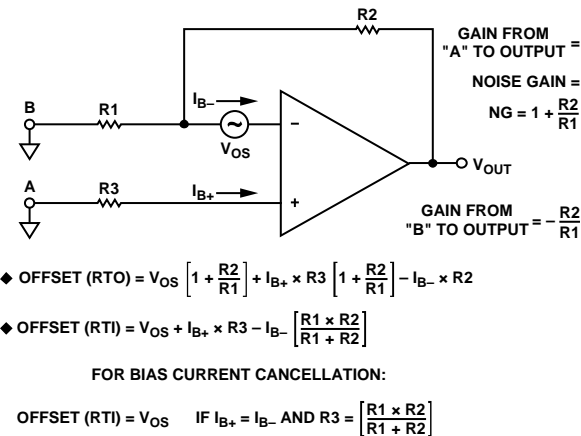 R2
GAIN FROM
"A" TO OUTPUT =
NOISE GAIN =
NG = 1 + R2/R1
B
R1
I_B–
–
~
V_OS
A
R3
I_B+
+
V_OUT
GAIN FROM
"B" TO OUTPUT = – R2/R1
◆ OFFSET (RTO) = V_OS [1 + R2/R1] + I_B+ × R3 [1 + R2/R1] – I_B– × R2
◆ OFFSET (RTI) = V_OS + I_B+ × R3 – I_B– [R1 × R2/R1 + R2]
FOR BIAS CURRENT CANCELLATION:
OFFSET (RTI) = V_OS IF I_B+ = I_B– AND R3 = [R1 × R2/R1 + R2]